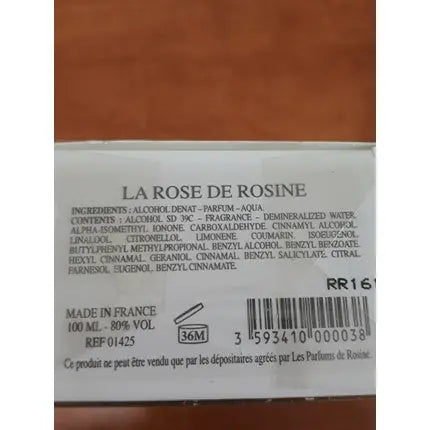 LA ROSE DE ROSINE
INGREDIENTS : ALCOHOL DENAT – PARFUM – AQUA.
CONTENTS : ALCOHOL SD 39C – FRAGRANCE – DEMINERALIZED WATER,
ALPHA-ISOMETHYL IONONE. CARBOXALDEHYDE. CINNAMYL ALCOHOL.
LINALOOL. CITRONELLOL. LIMONENE. COUMARIN. ISOEUGENOL.
BUTYLPHENYL METHYLPROPIONAL. BENZYL ALCOHOL. BENZYL BENZOATE.
HEXYL CINNAMAL. GERANIOL. CINNAMAL. BENZYL SALICYLATE. CITRAL.
FARNESOL. EUGENOL. BENZYL CINNAMATE.
RR161
MADE IN FRANCE
100 ML - 80% VOL
REF 01425
36M
3 593410 000038
Ce produit ne peut être vendu que par les dépositaires agréés par Les Parfums de Rosine.